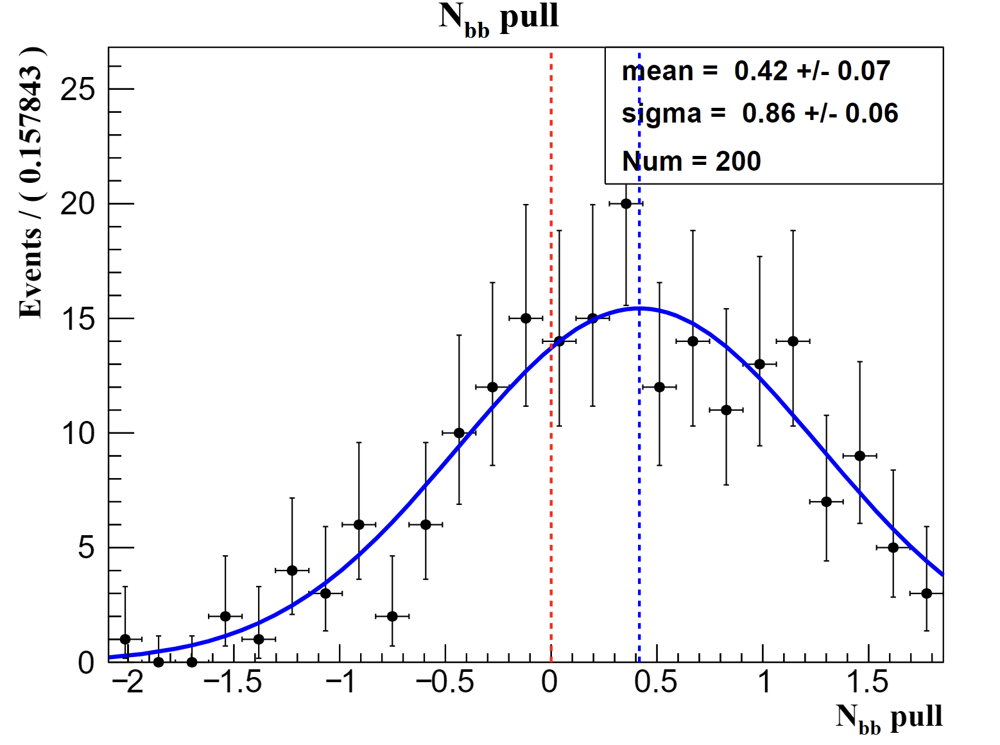 N_bb pull
Events / ( 0.157843 )
mean = 0.42 +/- 0.07
sigma = 0.86 +/- 0.06
Num = 200
25
20
15
10
5
0
−2 −1.5 −1 −0.5 0 0.5 1 1.5
N_bb pull